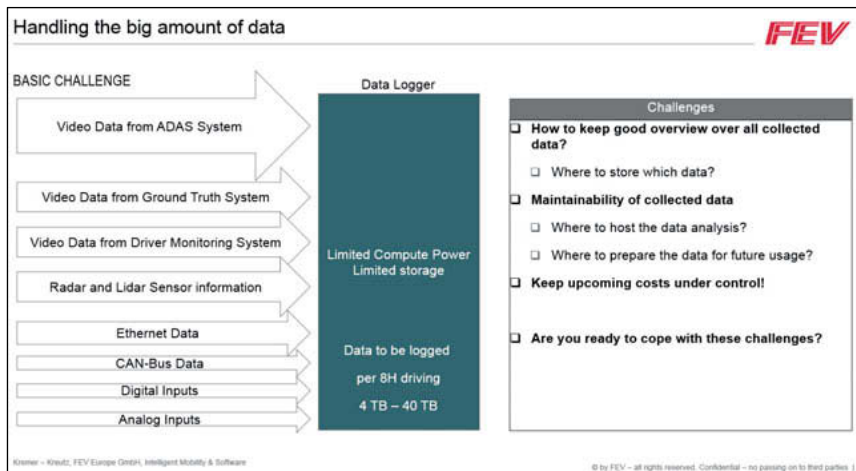 Handling the big amount of data
FEV
BASIC CHALLENGE
Data Logger
Video Data from ADAS System
Video Data from Ground Truth System
Video Data from Driver Monitoring System
Radar and Lidar Sensor information
Ethernet Data
CAN-Bus Data
Digital Inputs
Analog Inputs
Limited Compute Power
Limited storage
Data to be logged
per 8H driving
4 TB – 40 TB
Challenges
How to keep good overview over all collected
data?
Where to store which data?
Maintainability of collected data
Where to host the data analysis?
Where to prepare the data for future usage?
Keep upcoming costs under control!
Are you ready to cope with these challenges?
Kremer – Kreutz, FEV Europe GmbH, Intelligent Mobility & Software
© by FEV – all rights reserved. Confidential – no passing on to third parties